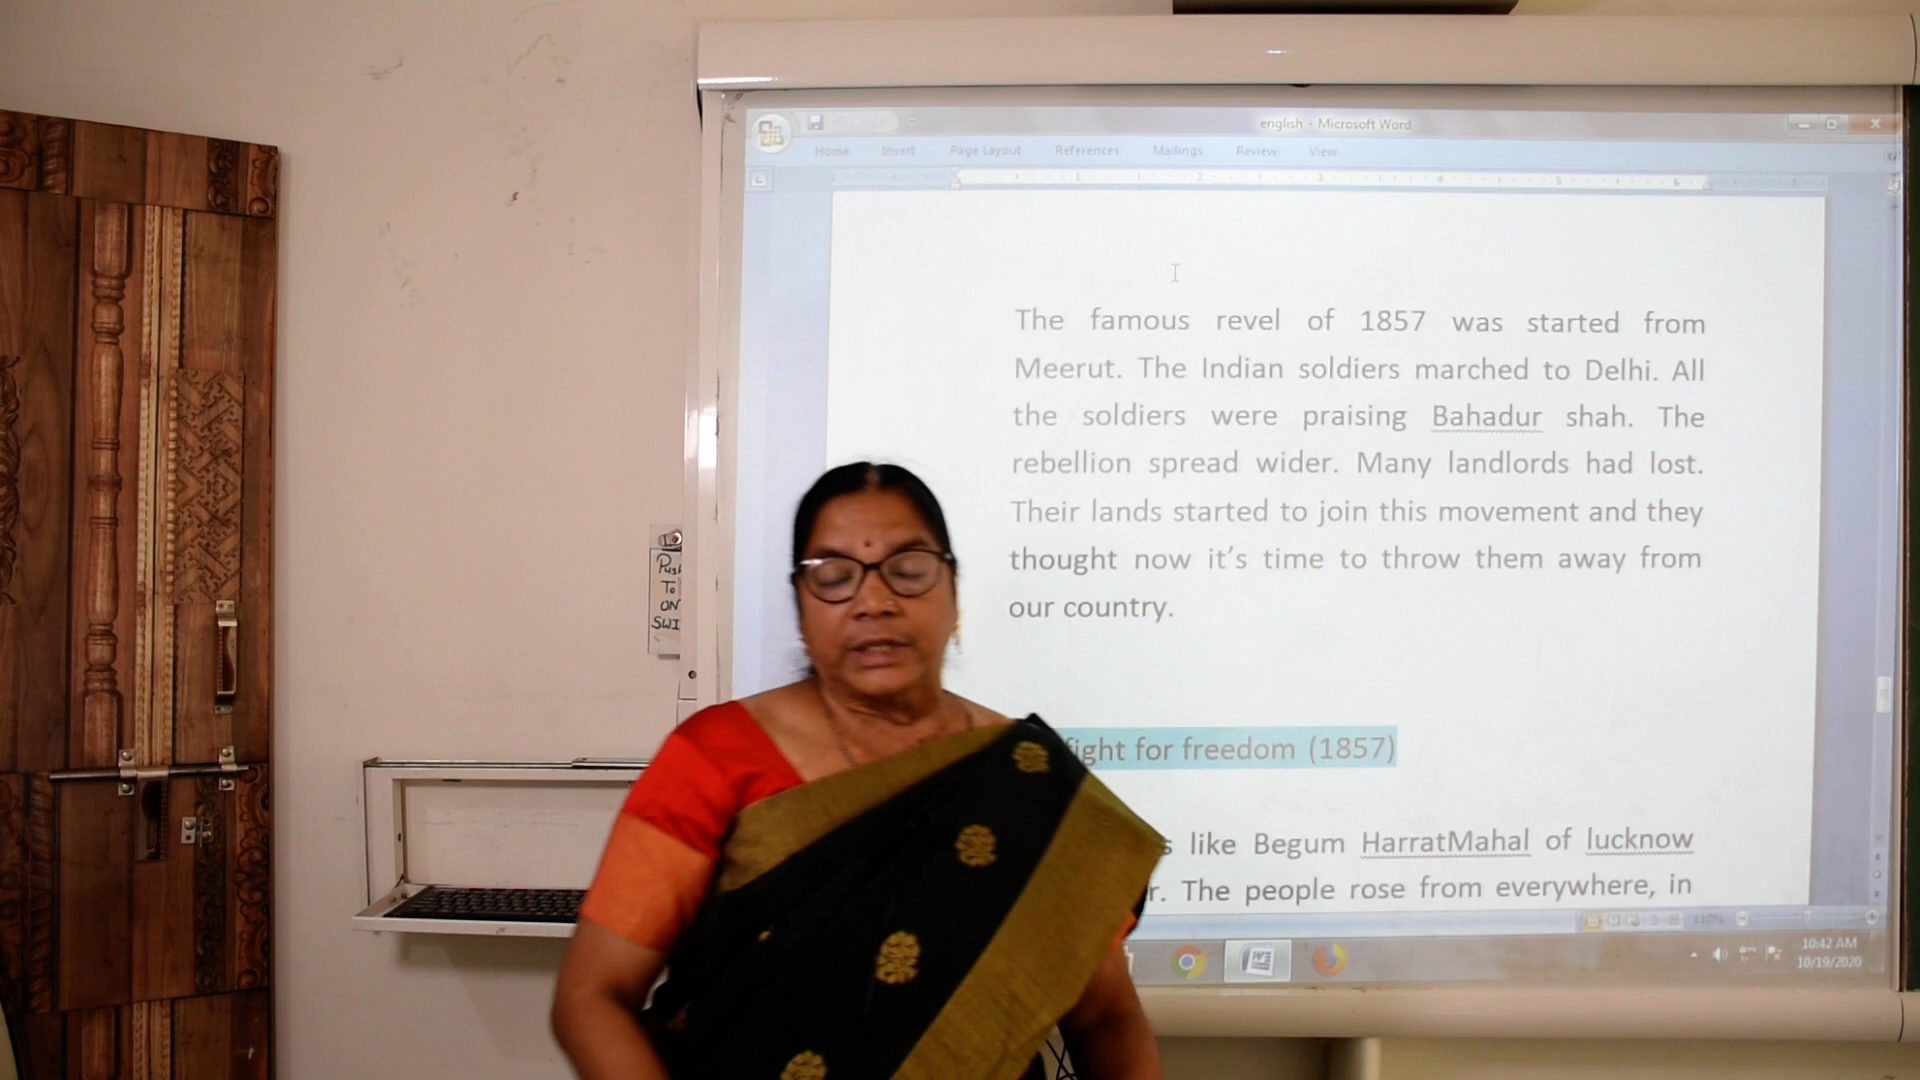 english - Microsoft Word
Home Insert Page Layout References Mailings Review View
The famous revel of 1857 was started from
Meerut. The Indian soldiers marched to Delhi. All
the soldiers were praising Bahadur shah. The
rebellion spread wider. Many landlords had lost.
Their lands started to join this movement and they
thought now it's time to throw them away from
our country.
fight for freedom (1857)
like Begum HarratMahal of lucknow
The people rose from everywhere, in
110%
10:42 AM
10/19/2020
To
ON